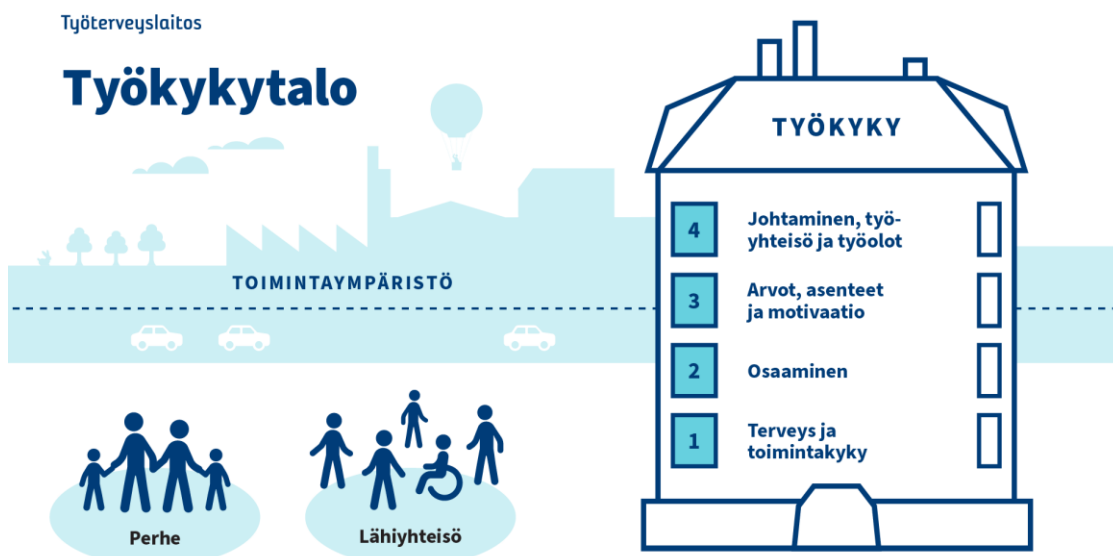 Työterveyslaitos
Työkykytalo
TOIMINTAYMPÄRISTÖ
Perhe
Lähiyhteisö
TYÖKYKY
4
Johtaminen, työ-
yhteisö ja työolot
3
Arvot, asenteet
ja motivaatio
2
Osaaminen
1
Terveys ja
toimintakyky